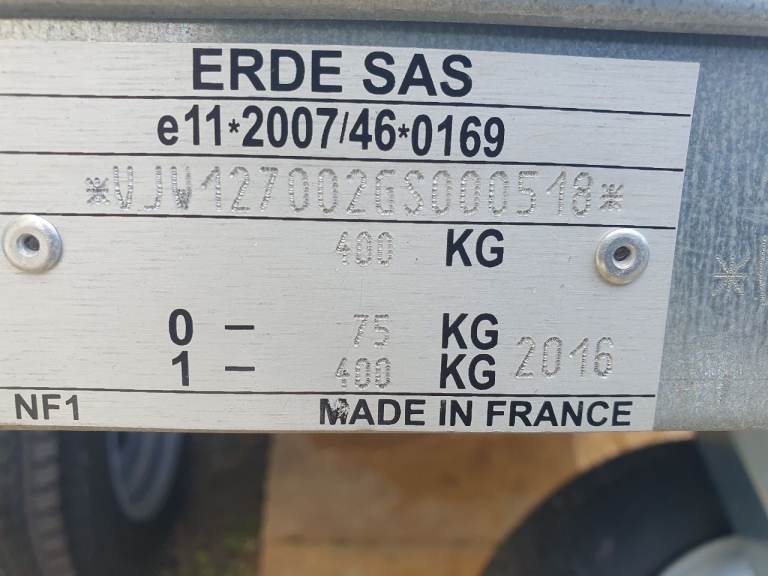 ERDE SAS
e11*2007/46*0169
*VJV1270026S000518*
400 KG
0 – 75 KG
1 – 400 KG 2016
NF1 MADE IN FRANCE